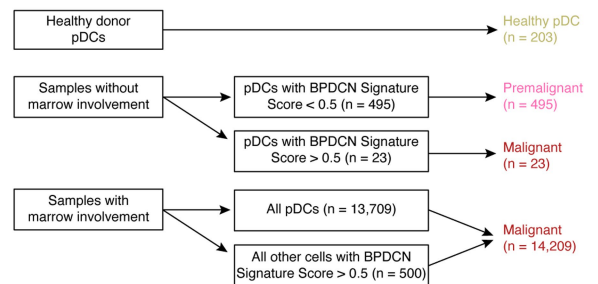 Healthy donor
pDCs
Healthy pDC
(n = 203)
Samples without
marrow involvement
pDCs with BPDCN Signature
Score < 0.5 (n = 495)
Premalignant
(n = 495)
pDCs with BPDCN Signature
Score > 0.5 (n = 23)
Malignant
(n = 23)
Samples with
marrow involvement
All pDCs (n = 13,709)
All other cells with BPDCN
Signature Score > 0.5 (n = 500)
Malignant
(n = 14,209)